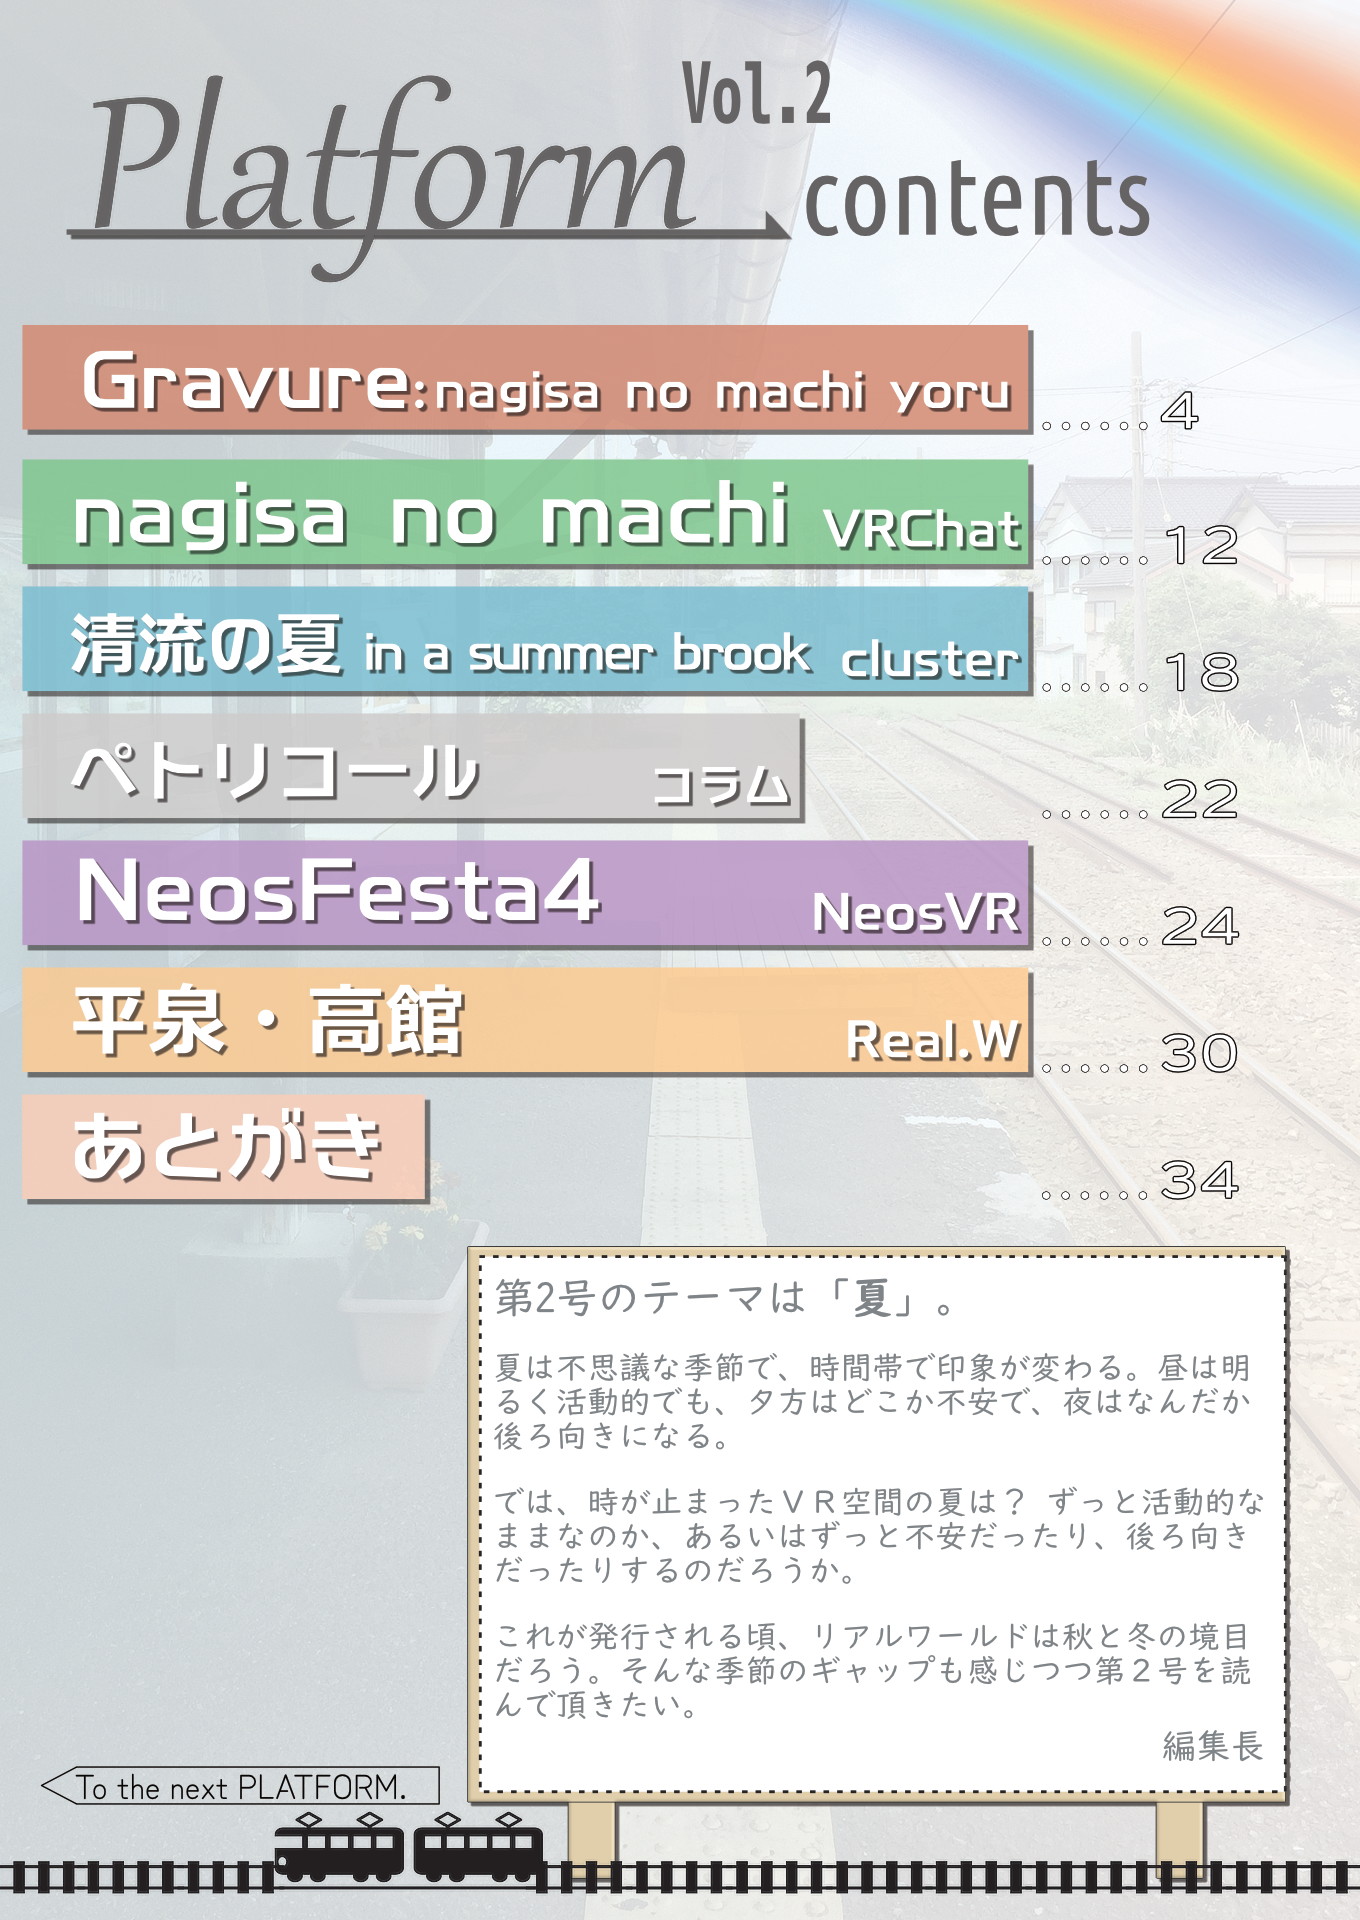 Platform
Vol.2
contents
Gravure:nagisa no machi yoru ......4
nagisa no machi VRChat ......12
清流の夏 in a summer brook cluster ......18
ペトリコール コラム ......22
NeosFesta4 NeosVR ......24
平泉・高館 Real.W ......30
あとがき ......34
第2号のテーマは「夏」。
夏は不思議な季節で、時間帯で印象が変わる。昼は明
るく活動的でも、夕方はどこか不安で、夜はなんだか
後ろ向きになる。
では、時が止まったＶＲ空間の夏は？ ずっと活動的な
ままなのか、あるいはずっと不安だったり、後ろ向き
だったりするのだろうか。
これが発行される頃、リアルワールドは秋と冬の境目
だろう。そんな季節のギャップも感じつつ第２号を読
んで頂きたい。
編集長
To the next PLATFORM.